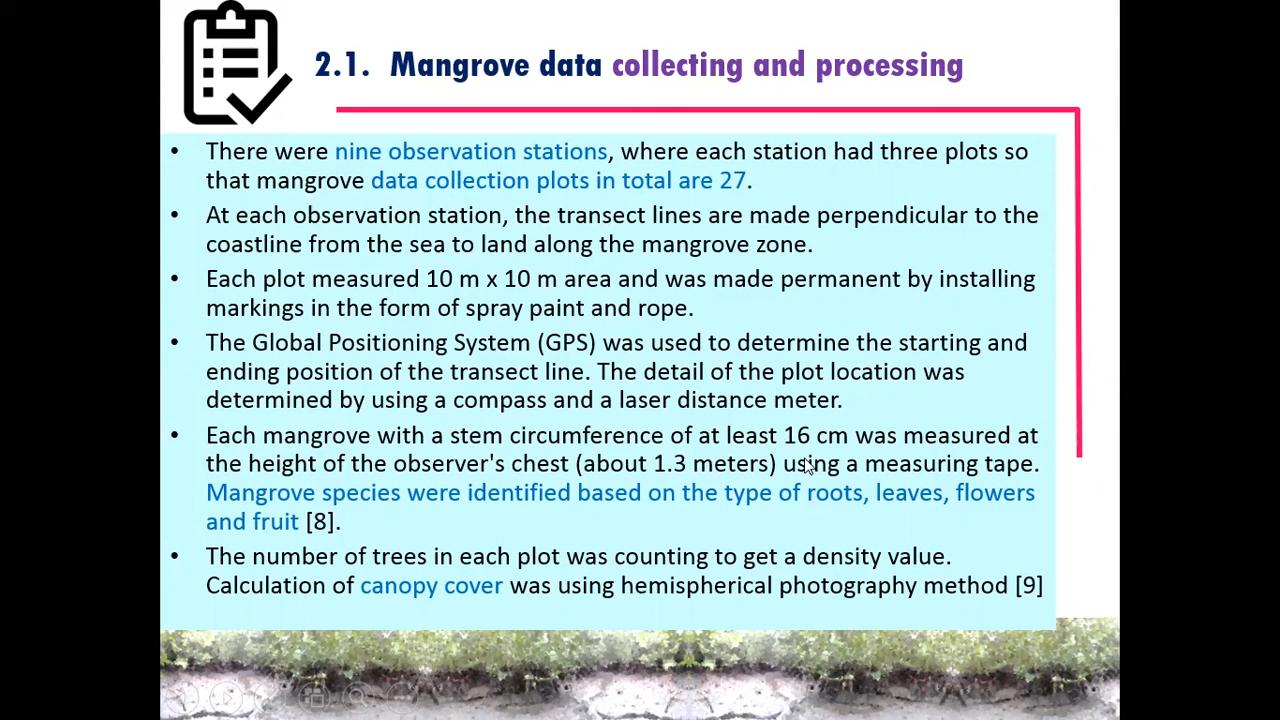 2.1. Mangrove data collecting and processing
• There were nine observation stations, where each station had three plots so
that mangrove data collection plots in total are 27.
• At each observation station, the transect lines are made perpendicular to the
coastline from the sea to land along the mangrove zone.
• Each plot measured 10 m x 10 m area and was made permanent by installing
markings in the form of spray paint and rope.
• The Global Positioning System (GPS) was used to determine the starting and
ending position of the transect line. The detail of the plot location was
determined by using a compass and a laser distance meter.
• Each mangrove with a stem circumference of at least 16 cm was measured at
the height of the observer's chest (about 1.3 meters) using a measuring tape.
Mangrove species were identified based on the type of roots, leaves, flowers
and fruit [8].
• The number of trees in each plot was counting to get a density value.
Calculation of canopy cover was using hemispherical photography method [9]